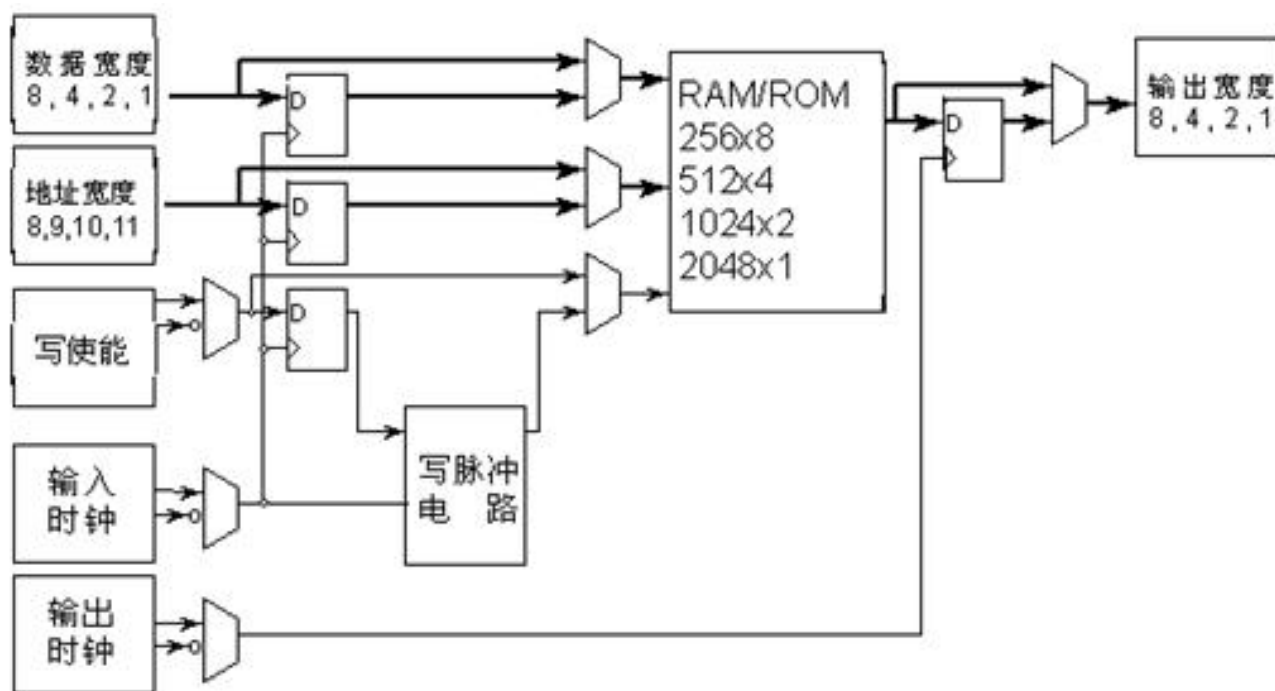 数据宽度
8,4,2,1
地址宽度
8,9,10,11
写使能
输入
时钟
输出
时钟
D
D
D
写脉冲
电 路
RAM/ROM
256x8
512x4
1024x2
2048x1
D
输出宽度
8,4,2,1